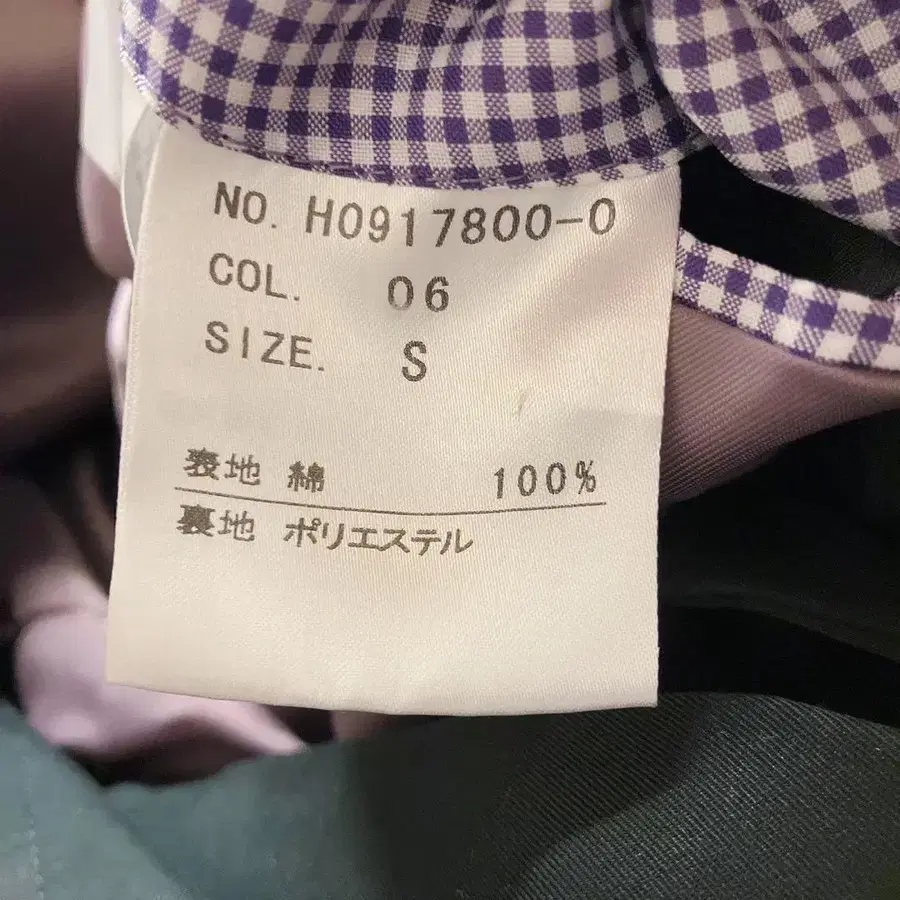 NO. H0917800-0
COL. 06
SIZE. S
表地 綿 100%
裏地 ポリエステル